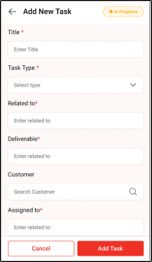 Add New Task
In Progress
Title *
Enter Title
Task Type *
Select type
Related to*
Enter related to
Deliverable*
Enter related to
Customer
Search Customer
Assigned to*
Enter related to
Cancel
Add Task